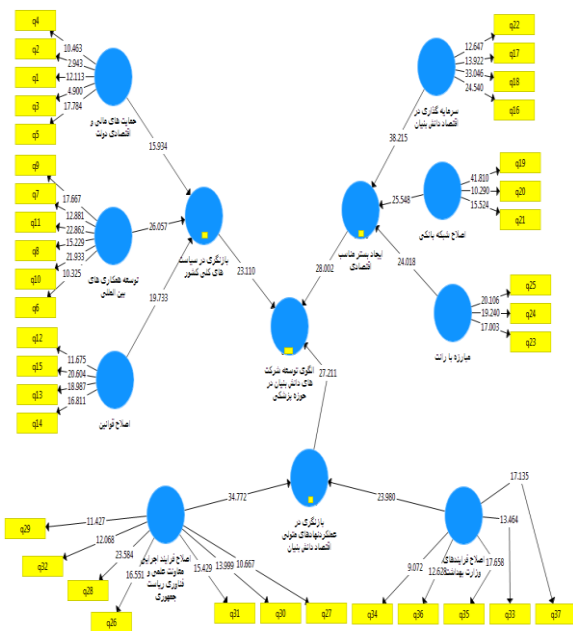 q4
q2
q1
q3
q5
10.463
2.943
12.113
4.900
17.784
حمایت های مالی و
اقتصادی دولت
15.934
q9
q7
q11
q8
q10
q6
17.667
12.881
22.862
15.229
21.933
10.325
توسعه همکاری های
بین المللی
26.057
q12
q15
q13
q14
11.675
20.604
18.987
16.811
اصلاح قوانین
19.733
بازنگری در سیاست
های کلی کشور
23.110
q22
q17
q18
q16
12.647
13.922
33.046
24.540
سرمایه گذاری در
اقتصاد دانش بنیان
38.215
q19
q20
q21
41.810
10.290
15.524
اصلاح شبکه بانکی
25.548
q25
q24
q23
20.106
19.240
17.003
مبارزه با رانت
24.018
ایجاد بستر مناسب
اقتصادی
28.002
الگوی توسعه شرکت
های دانش بنیان در
حوزه پزشکی
27.211
بازنگری در
عملکردنهادهای متولی
اقتصاد دانش بنیان
34.772
23.980
q29
q32
q28
q26
q31
q30
q27
11.427
12.068
23.584
16.551
15.429
13.999
10.667
اصلاح فرایند اجرایی
معاونت علمی و
فناوری ریاست
جمهوری
q34
q36
q35
q33
q37
9.072
12.628
17.658
13.464
17.135
اصلاح فرایندهای
وزارت بهداشت